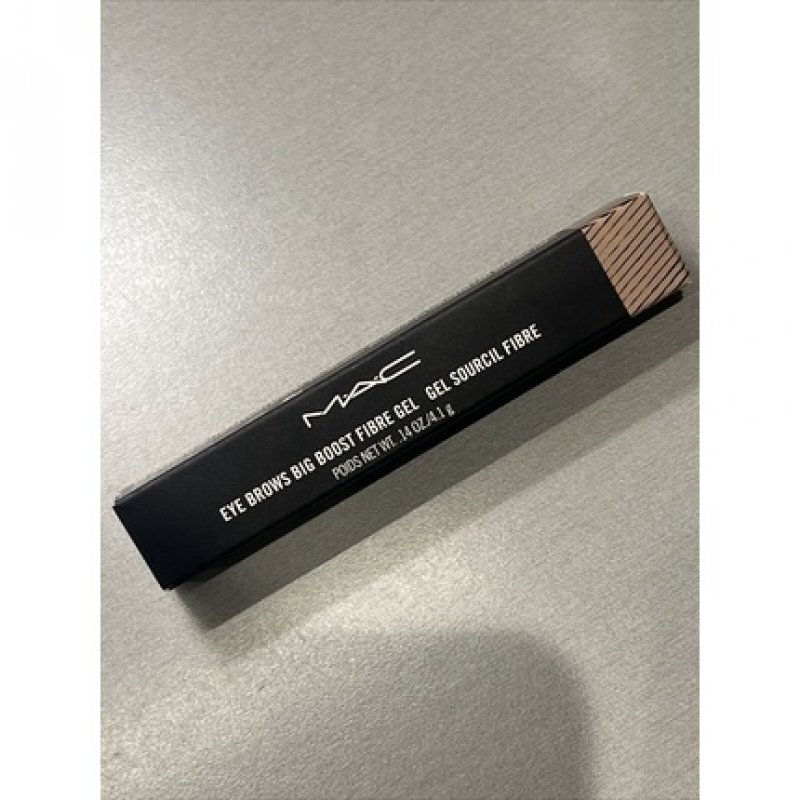 MAC
EYE BROWS BIG BOOST FIBRE GEL GEL SOURCIL FIBRE
POIDS NET WT. .14 OZ/4.1 g